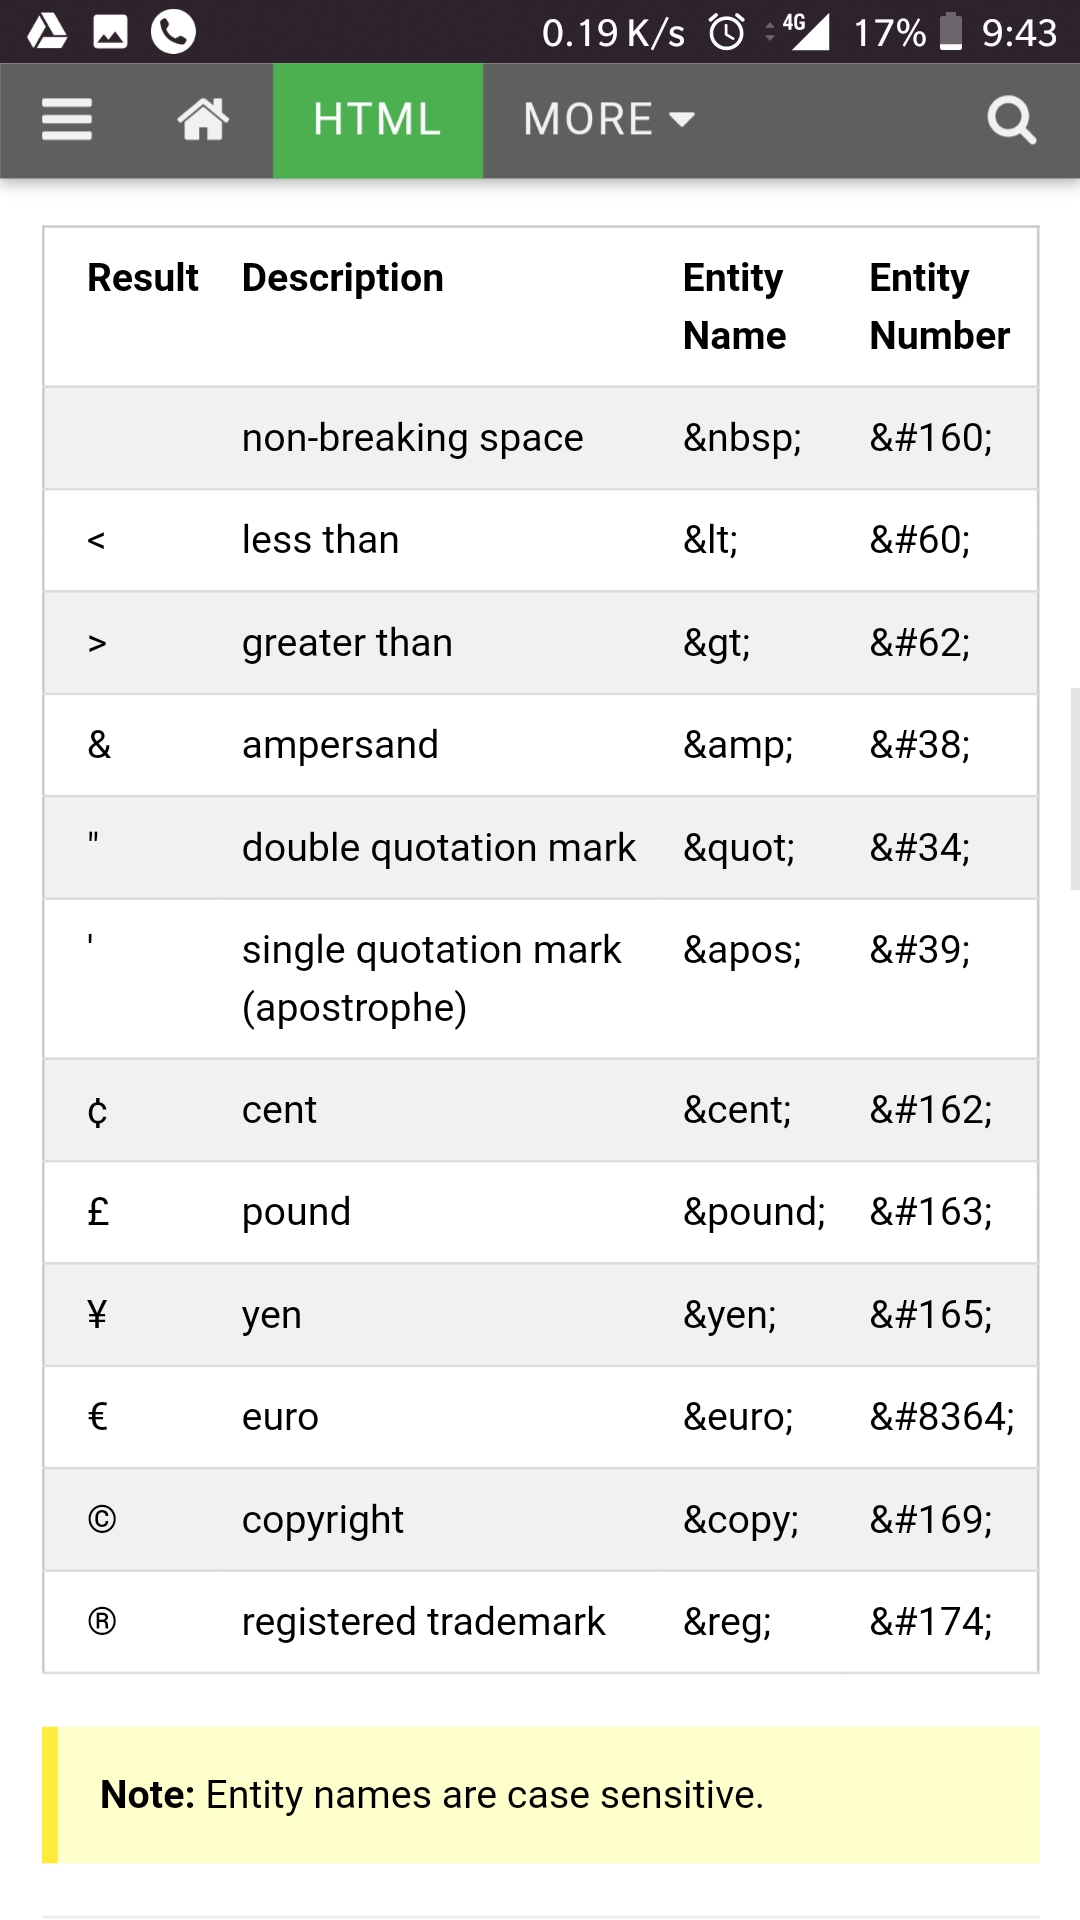 0.19 K/s 4G 17% 9:43
HTML MORE
Result Description Entity Entity
Name Number
non-breaking space &nbsp; &#160;
< less than &lt; &#60;
> greater than &gt; &#62;
& ampersand &amp; &#38;
" double quotation mark &quot; &#34;
' single quotation mark &apos; &#39;
(apostrophe)
¢ cent &cent; &#162;
£ pound &pound; &#163;
¥ yen &yen; &#165;
€ euro &euro; &#8364;
© copyright &copy; &#169;
® registered trademark &reg; &#174;
Note: Entity names are case sensitive.